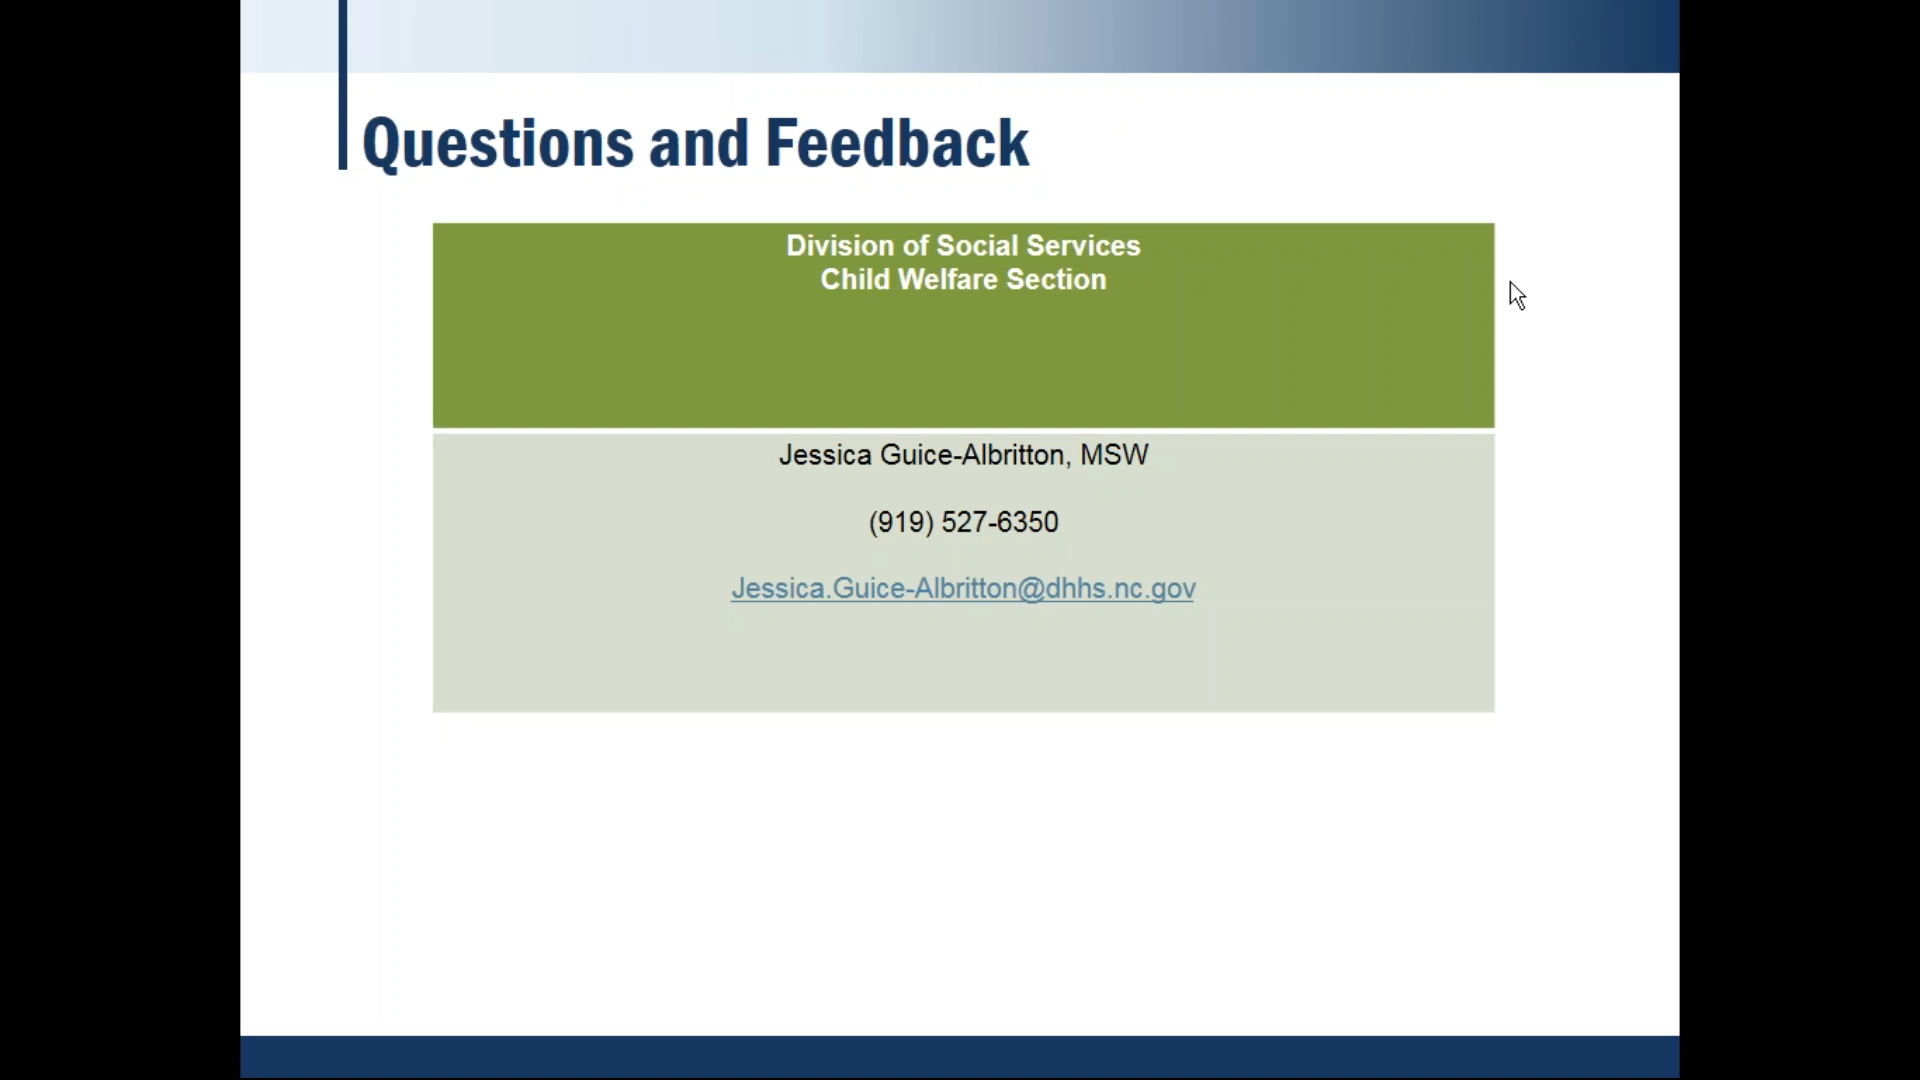 Questions and Feedback
Division of Social Services
Child Welfare Section
Jessica Guice-Albritton, MSW
(919) 527-6350
Jessica.Guice-Albritton@dhhs.nc.gov